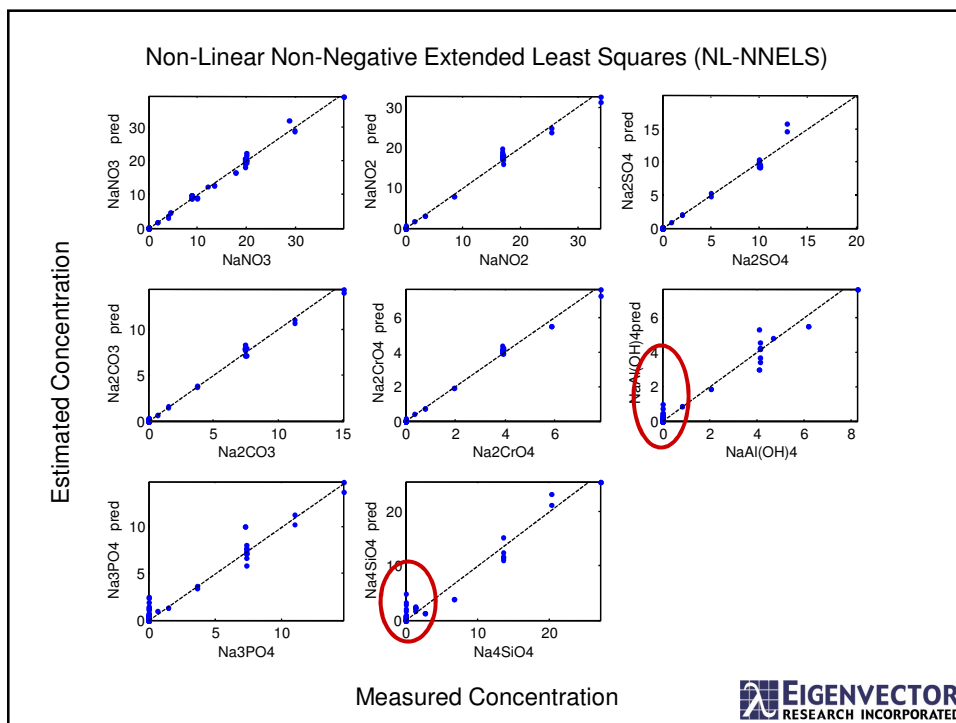 Non-Linear Non-Negative Extended Least Squares (NL-NNELS)
Estimated Concentration
NaNO3 pred
30
20
10
0
0 10 20 30
NaNO3
NaNO2 pred
30
20
10
0
0 10 20 30
NaNO2
Na2SO4 pred
15
10
5
0
0 5 10 15 20
Na2SO4
Na2CO3 pred
10
5
0
0 5 10 15
Na2CO3
Na2CrO4 pred
6
4
2
0
0 2 4 6
Na2CrO4
NaAl(OH)4pred
6
4
2
0
0 2 4 6 8
NaAl(OH)4
Na3PO4 pred
10
5
0
0 5 10
Na3PO4
Na4SiO4 pred
20
10
0
0 10 20
Na4SiO4
Measured Concentration
EIGENVECTOR
RESEARCH INCORPORATED